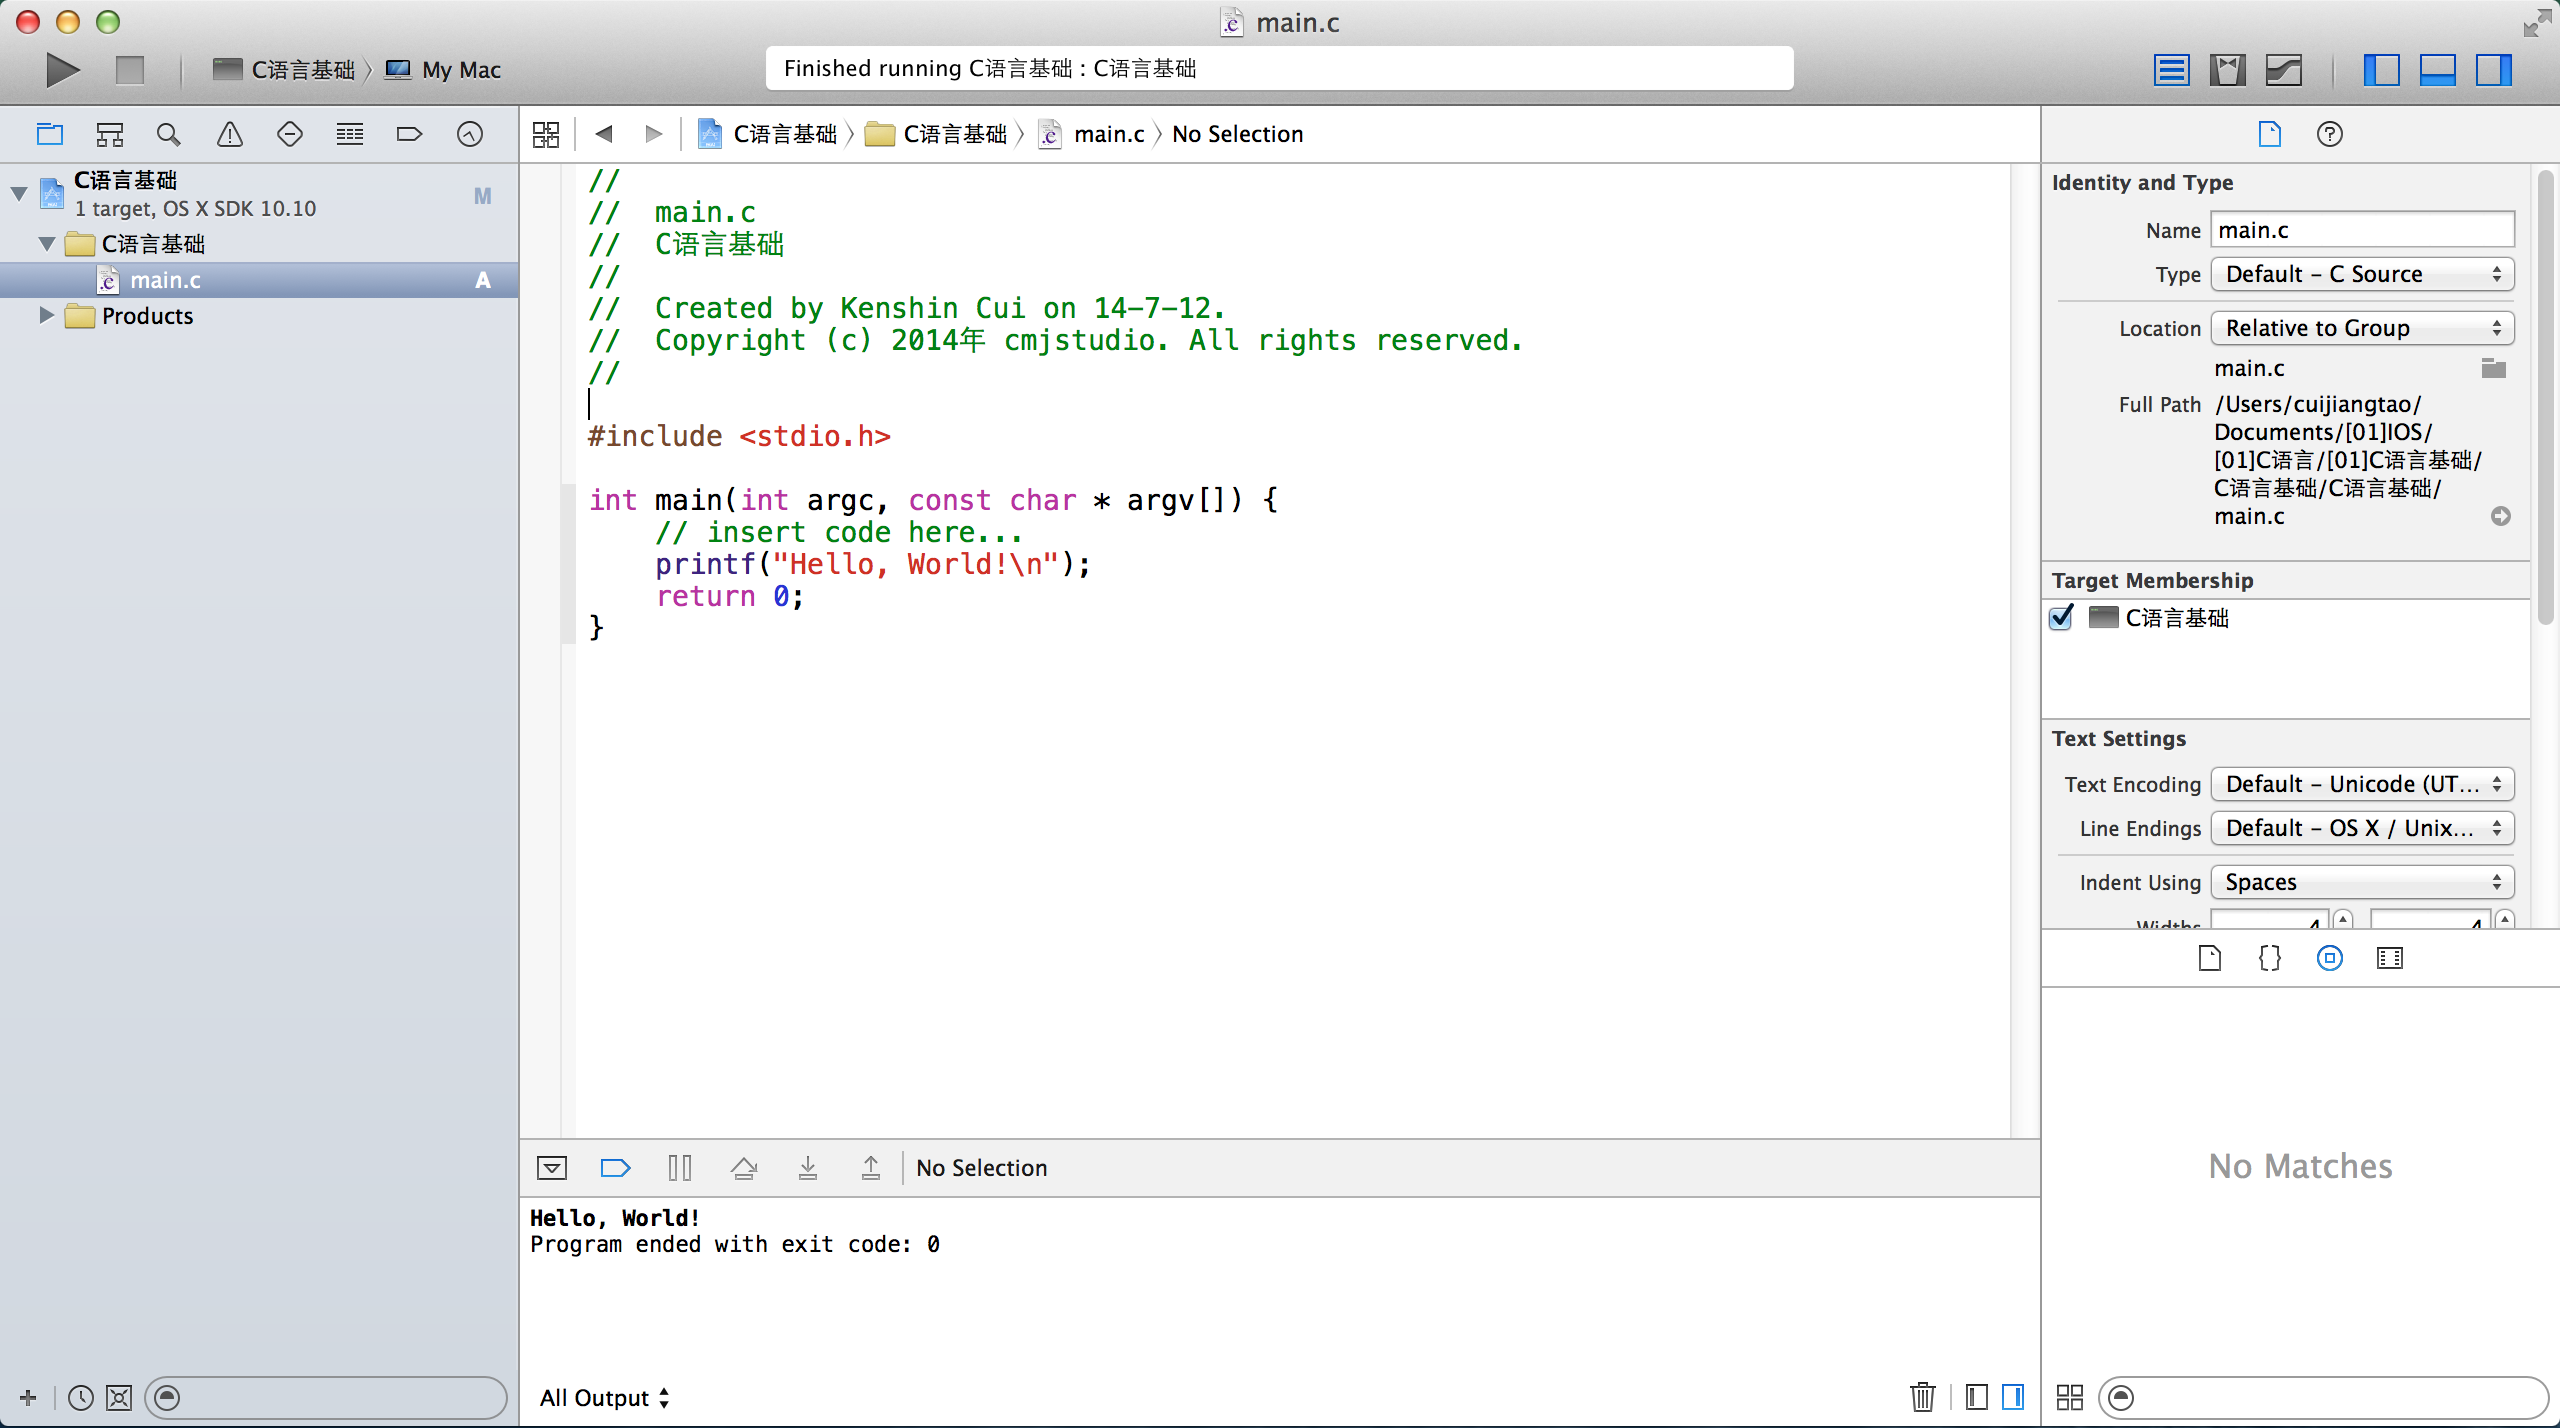 main.c
C语言基础 My Mac
Finished running C语言基础 : C语言基础
C语言基础
1 target, OS X SDK 10.10
M
C语言基础
main.c
A
Products
C语言基础 C语言基础 main.c No Selection
//
//  main.c
//  C语言基础
//
//  Created by Kenshin Cui on 14-7-12.
//  Copyright (c) 2014年 cmjstudio. All rights reserved.
//
#include <stdio.h>
int main(int argc, const char * argv[]) {
    // insert code here...
    printf("Hello, World!\n");
    return 0;
}
No Selection
Hello, World!
Program ended with exit code: 0
All Output
Identity and Type
Name main.c
Type Default - C Source
Location Relative to Group
main.c
Full Path /Users/cuijiangtao/
Documents/[01]IOS/
[01]C语言/[01]C语言基础/
C语言基础/C语言基础/
main.c
Target Membership
C语言基础
Text Settings
Text Encoding Default - Unicode (UT...
Line Endings Default - OS X / Unix...
Indent Using Spaces
Widths 4 4
No Matches